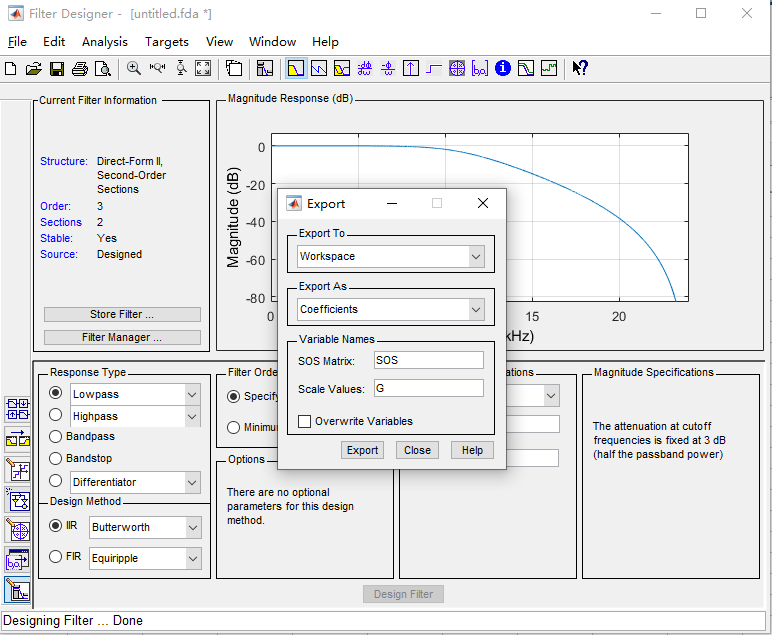 Filter Designer - [untitled.fda *]
File Edit Analysis Targets View Window Help
Current Filter Information
Structure: Direct-Form II,
Second-Order
Sections
Order: 3
Sections 2
Stable: Yes
Source: Designed
Store Filter ...
Filter Manager ...
Magnitude Response (dB)
Magnitude (dB)
0
-20
-40
-60
-80
0
15
20
kHz)
Export
Export To
Workspace
Export As
Coefficients
Variable Names
SOS Matrix: SOS
Scale Values: G
Overwrite Variables
Export Close Help
Response Type
Lowpass
Highpass
Bandpass
Bandstop
Differentiator
Design Method
IIR Butterworth
FIR Equiripple
Filter Orde
Specify
Minimu
Options
There are no optional
parameters for this design
method.
ations
Magnitude Specifications
The attenuation at cutoff
frequencies is fixed at 3 dB
(half the passband power)
Design Filter
Designing Filter ... Done